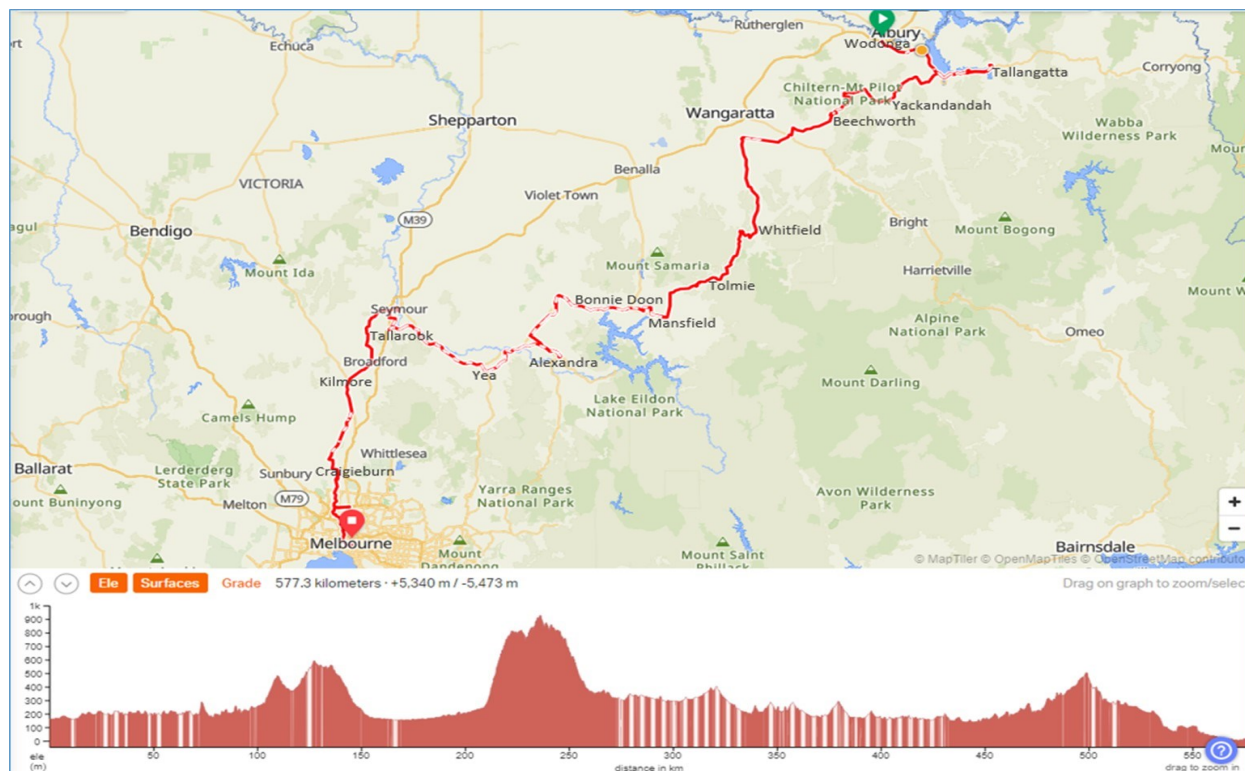 Rutherglen
Echuca
Albury
Wodonga
Tallangatta
Corryong
Chiltern-Mt Pilot
National Park
Yackandandah
Wangaratta
Beechworth
Shepparton
Wabba
Wilderness Park
Benalla
VICTORIA
Violet Town
M39
Bright
Whitfield
Mount Bogong
Bendigo
Mount Ida
Mount Samaria
Harrietville
Tolmie
Bonnie Doon
Seymour
Mansfield
Alpine
National Park
Omeo
Tallarook
Broadford
Alexandra
Yea
Kilmore
Mount Darling
Lake Eildon
National Park
Camels Hump
Whittlesea
Ballarat
Lerderderg
State Park
Sunbury
Craigieburn
Yarra Ranges
National Park
Avon Wilderness
Park
M79
Melton
ount Buninyong
Melbourne
Mount
Dandenong
Mount Saint
Phillack
Bairnsdale
+
−
© MapTiler © OpenMapTiles © OpenStreetMap contributo
Ele
Surfaces
Grade
577.3 kilometers · +5,340 m / -5,473 m
Drag on graph to zoom/selec
1k
900
800
700
600
500
400
300
200
100
0
ele
(m)
50
100
150
200
250
300
350
400
450
500
550
distance in km
drag to zoom in
?